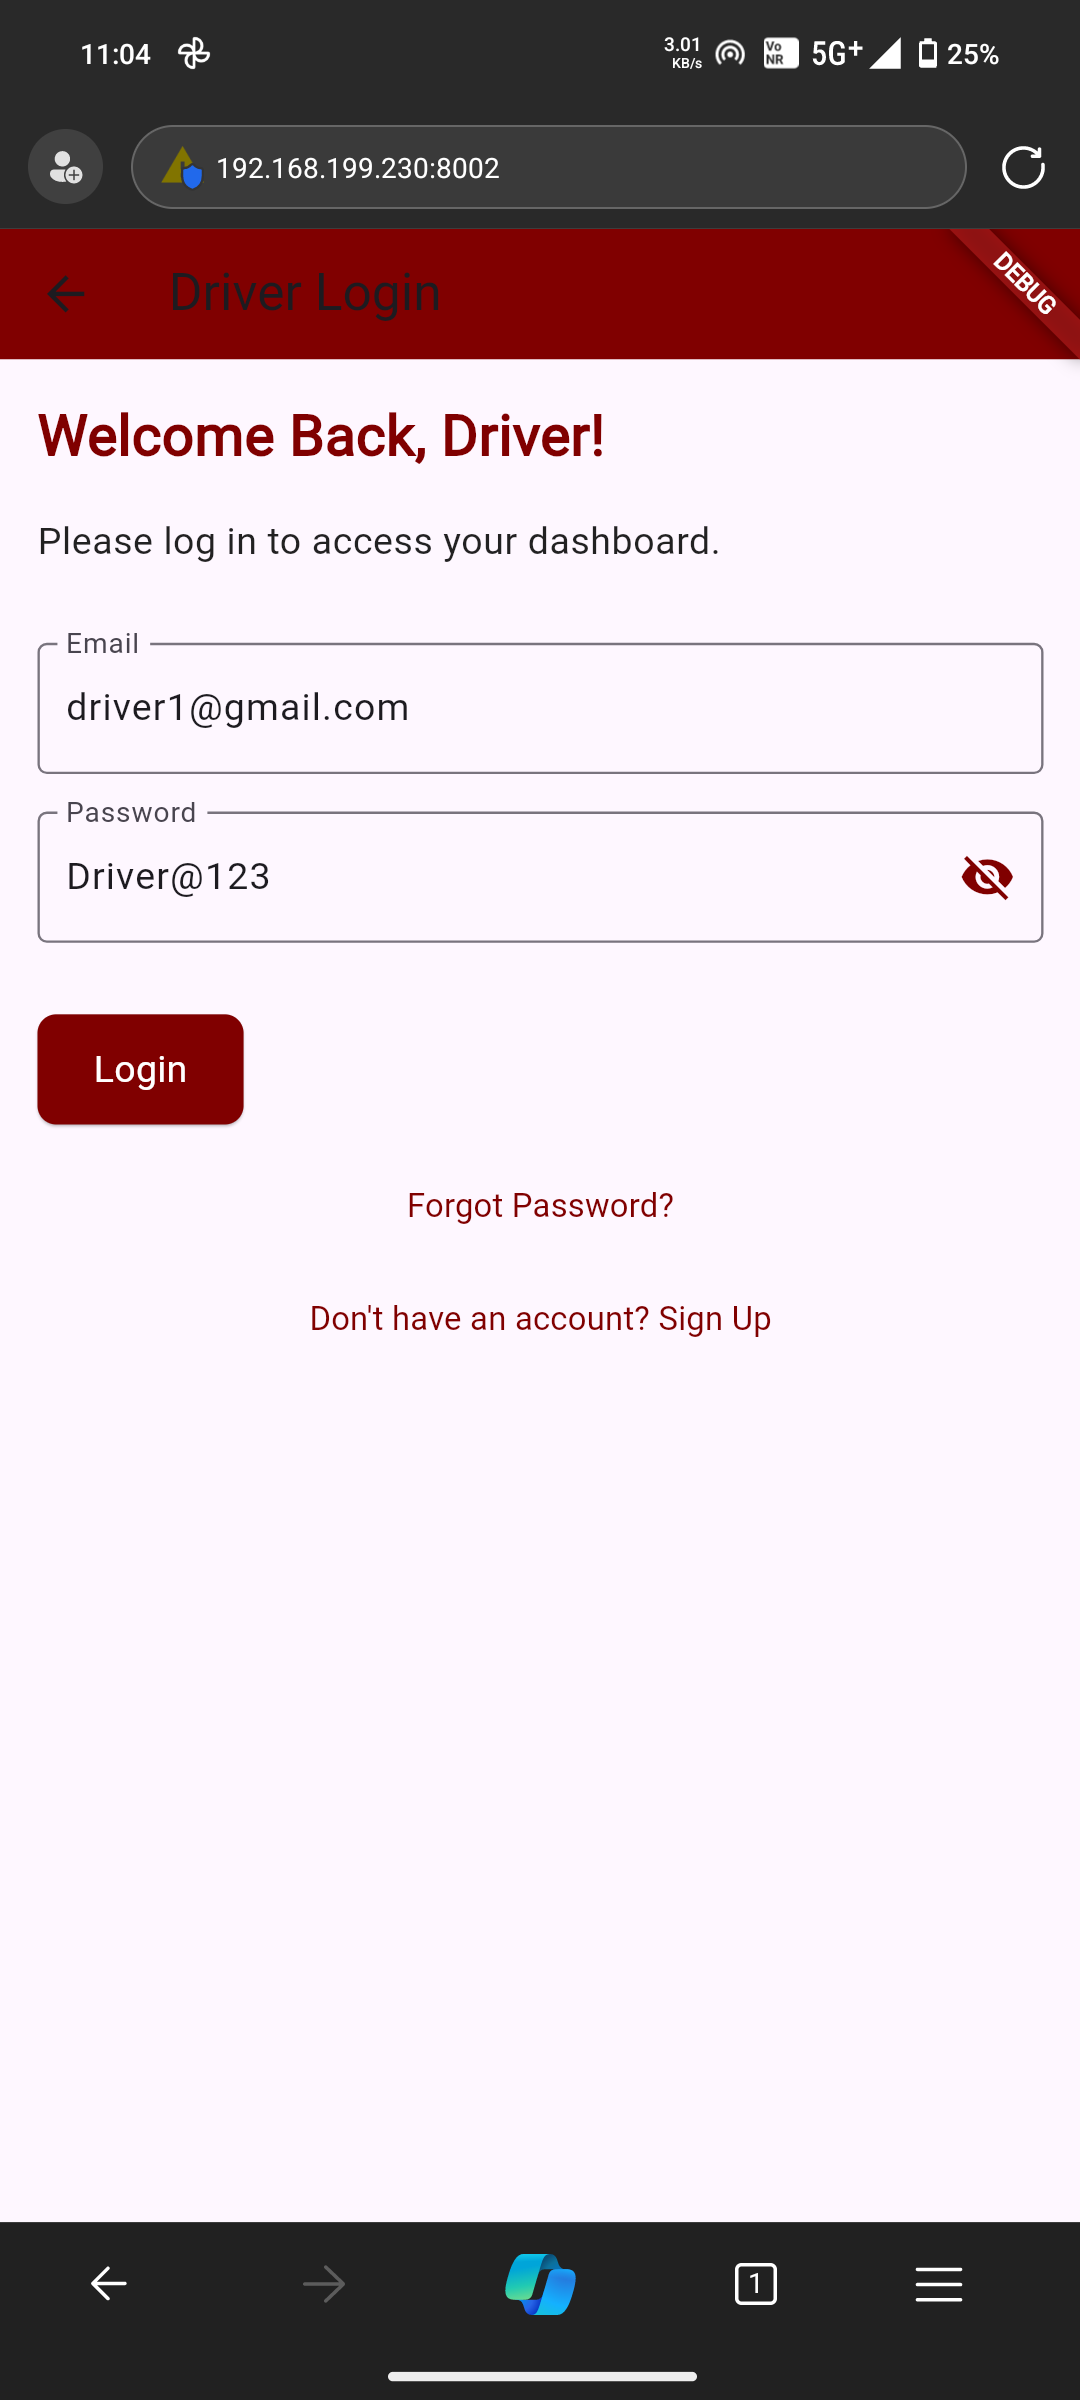 11:04
3.01 KB/s Vo NR 5G+ 25%
192.168.199.230:8002
Driver Login
DEBUG
Welcome Back, Driver!
Please log in to access your dashboard.
Email
driver1@gmail.com
Password
Driver@123
Login
Forgot Password?
Don't have an account? Sign Up
1